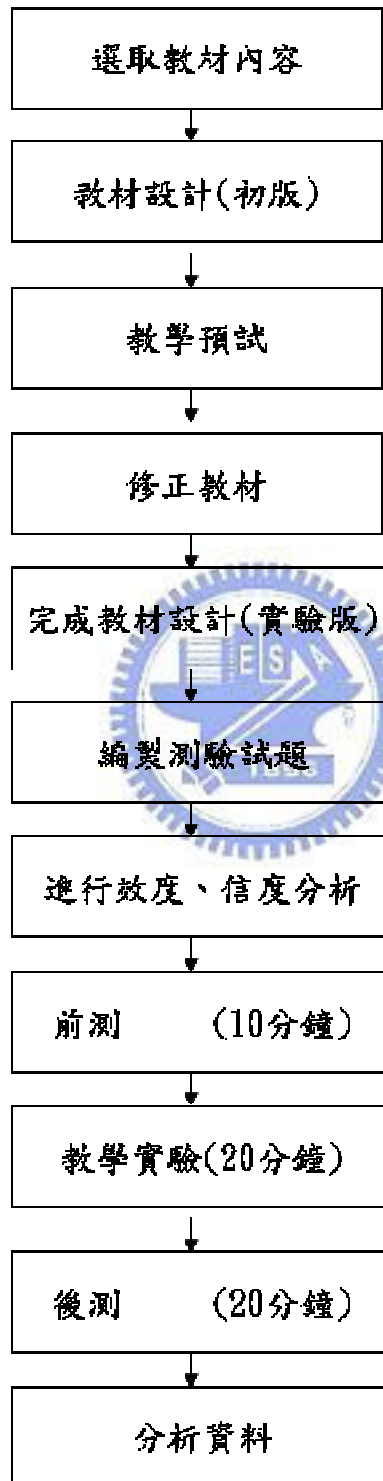 選取教材內容
教材設計(初版)
教學預試
修正教材
完成教材設計(實驗版)
ESA
編製測驗試題
1896
進行效度、信度分析
前測 (10分鐘)
教學實驗(20分鐘)
後測 (20分鐘)
分析資料